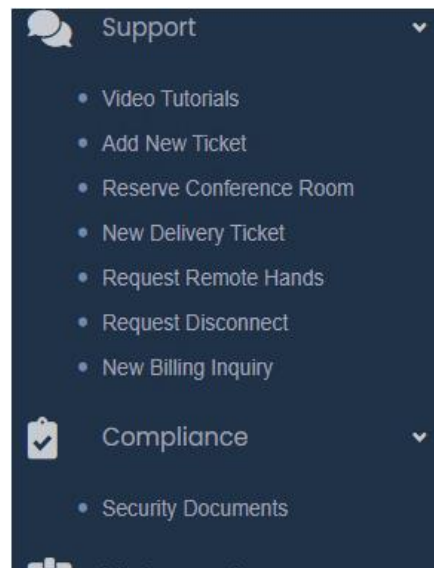 Support
Video Tutorials
Add New Ticket
Reserve Conference Room
New Delivery Ticket
Request Remote Hands
Request Disconnect
New Billing Inquiry
Compliance
Security Documents